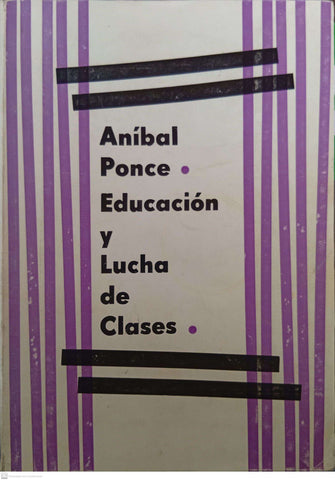 Aníbal
Ponce •
Educación
y
Lucha
de
Clases •